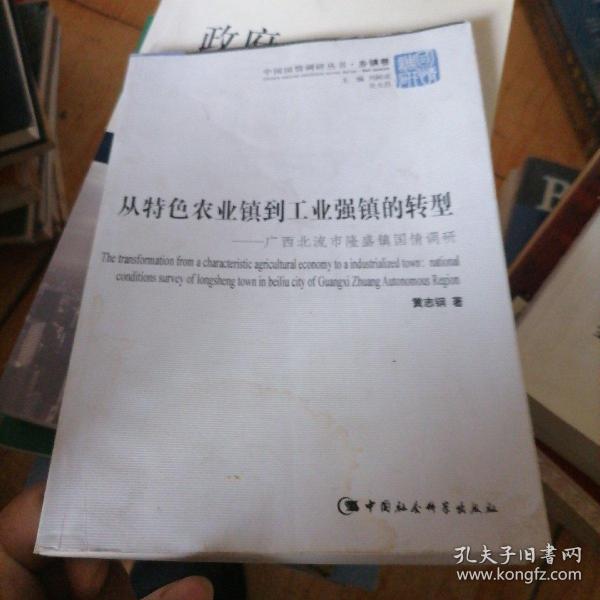 政府
中国国情调研丛书·乡镇卷
主 编
从特色农业镇到工业强镇的转型
——广西北流市隆盛镇国情调研
The transformation from a characteristic agricultural economy to a industrialized town: national
conditions survey of longsheng town in beiliu city of Guangxi Zhuang Autonomous Region
黄志钢 著
中国社会科学出版社
孔夫子旧书网
www.kongfz.com